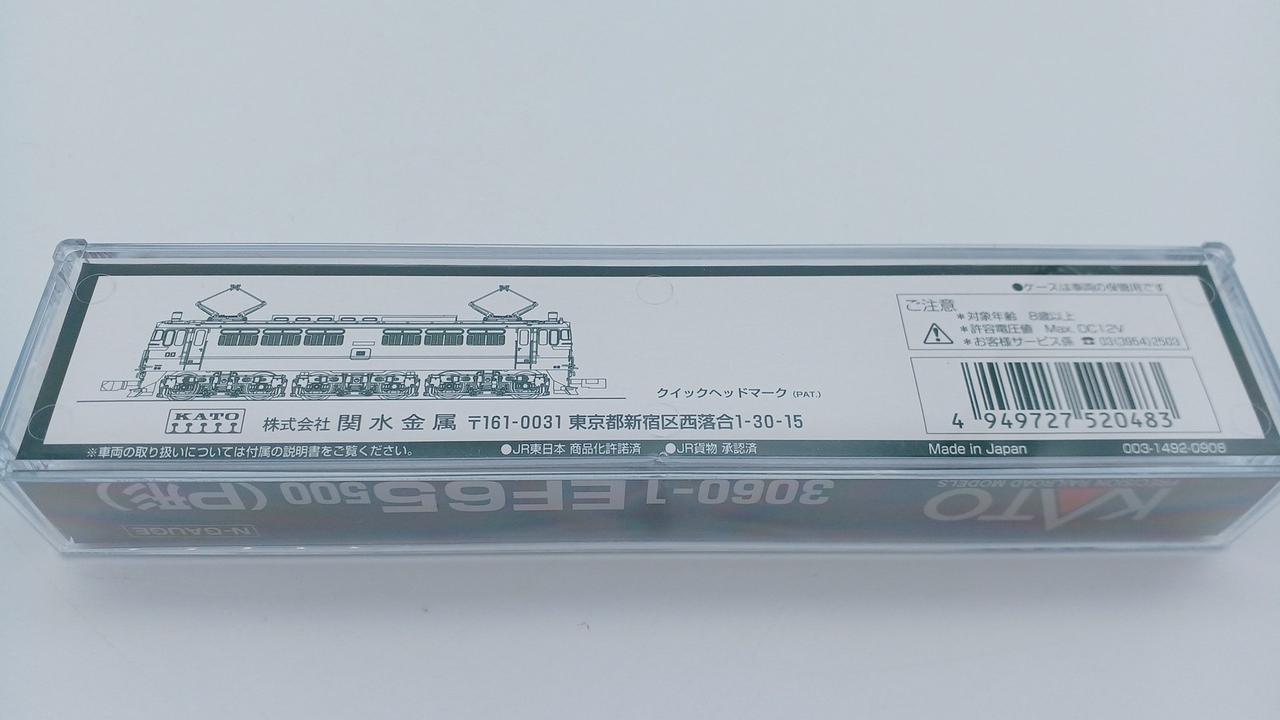 ●ケースは車両の保管用です
ご注意
*対象年齢 8歳以上
*許容電圧値 Max. DC12V
*お客様サービス係 ☎ 03(3954)2503
クイックヘッドマーク (PAT.)
4 949727 520483
KATO
株式会社 関水金属 〒161-0031 東京都新宿区西落合1-30-15
※車両の取り扱いについては付属の説明書をご覧ください。 ●JR東日本 商品化許諾済 ●JR貨物 承認済 Made in Japan 003-1492-0908
KATO
PRECISION RAILROAD MODELS
3060-1 EF65 500 (P形)
N-GAUGE